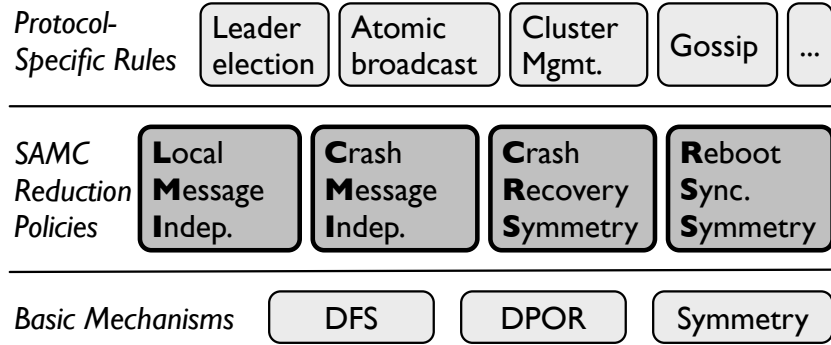 Protocol-
Specific Rules
Leader
election
Atomic
broadcast
Cluster
Mgmt.
Gossip
...
SAMC
Reduction
Policies
Local
Message
Indep.
Crash
Message
Indep.
Crash
Recovery
Symmetry
Reboot
Sync.
Symmetry
Basic Mechanisms
DFS
DPOR
Symmetry